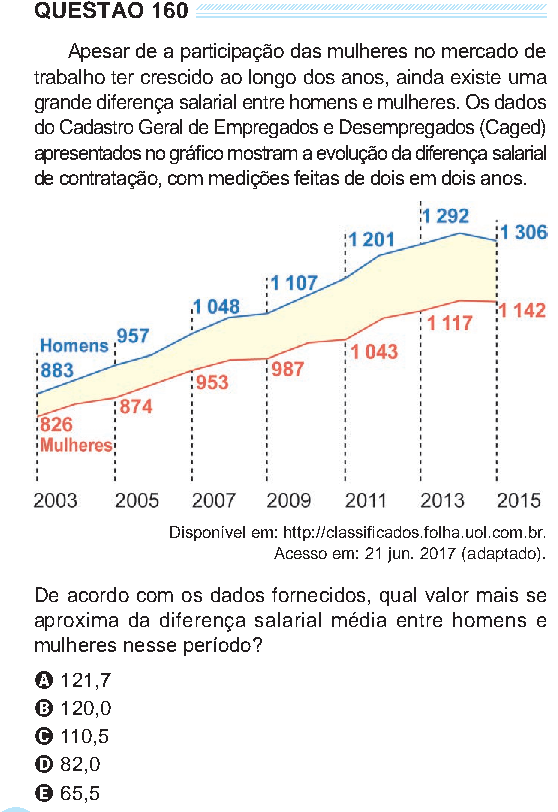 QUESTAO 160
Apesar de a participação das mulheres no mercado de
trabalho ter crescido ao longo dos anos, ainda existe uma
grande diferença salarial entre homens e mulheres. Os dados
do Cadastro Geral de Empregados e Desempregados (Caged)
apresentados no gráfico mostram a evolução da diferença salarial
de contratação, com medições feitas de dois em dois anos.
1 292
1 306
1 201
1 107
1 048
957
Homens
883
1 142
1 117
1 043
987
953
874
826
Mulheres
2003 2005 2007 2009 2011 2013 2015
Disponível em: http://classificados.folha.uol.com.br.
Acesso em: 21 jun. 2017 (adaptado).
De acordo com os dados fornecidos, qual valor mais se
aproxima da diferença salarial média entre homens e
mulheres nesse período?
A 121,7
B 120,0
C 110,5
D 82,0
E 65,5